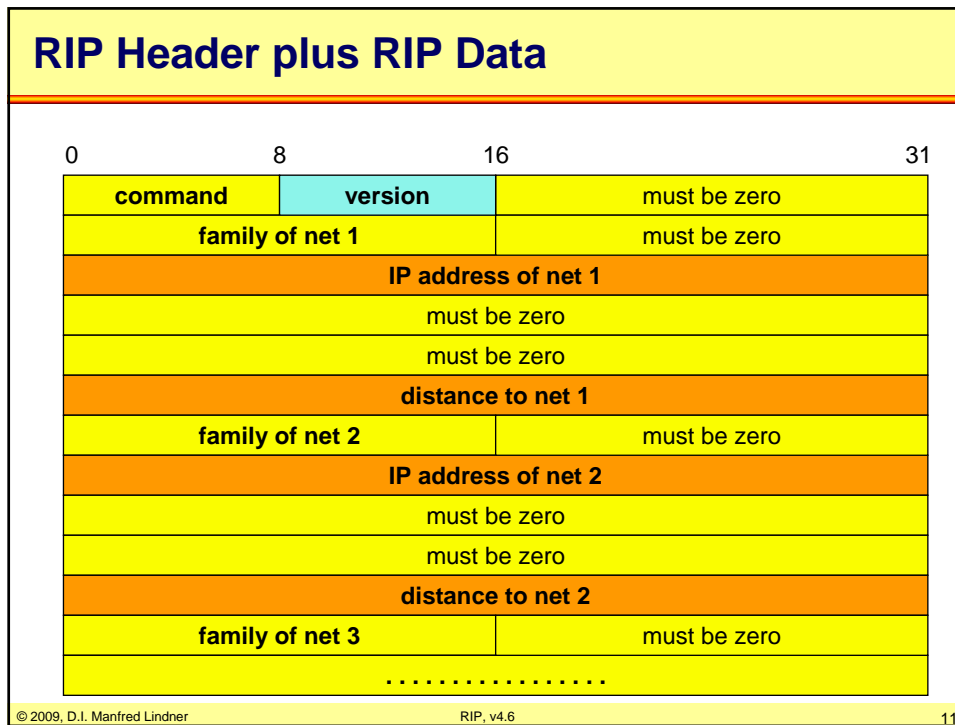 RIP Header plus RIP Data
0 8 16 31
command version must be zero
family of net 1 must be zero
IP address of net 1
must be zero
must be zero
distance to net 1
family of net 2 must be zero
IP address of net 2
must be zero
must be zero
distance to net 2
family of net 3 must be zero
. . . . . . . . . . . . . . . . .
© 2009, D.I. Manfred Lindner RIP, v4.6 11